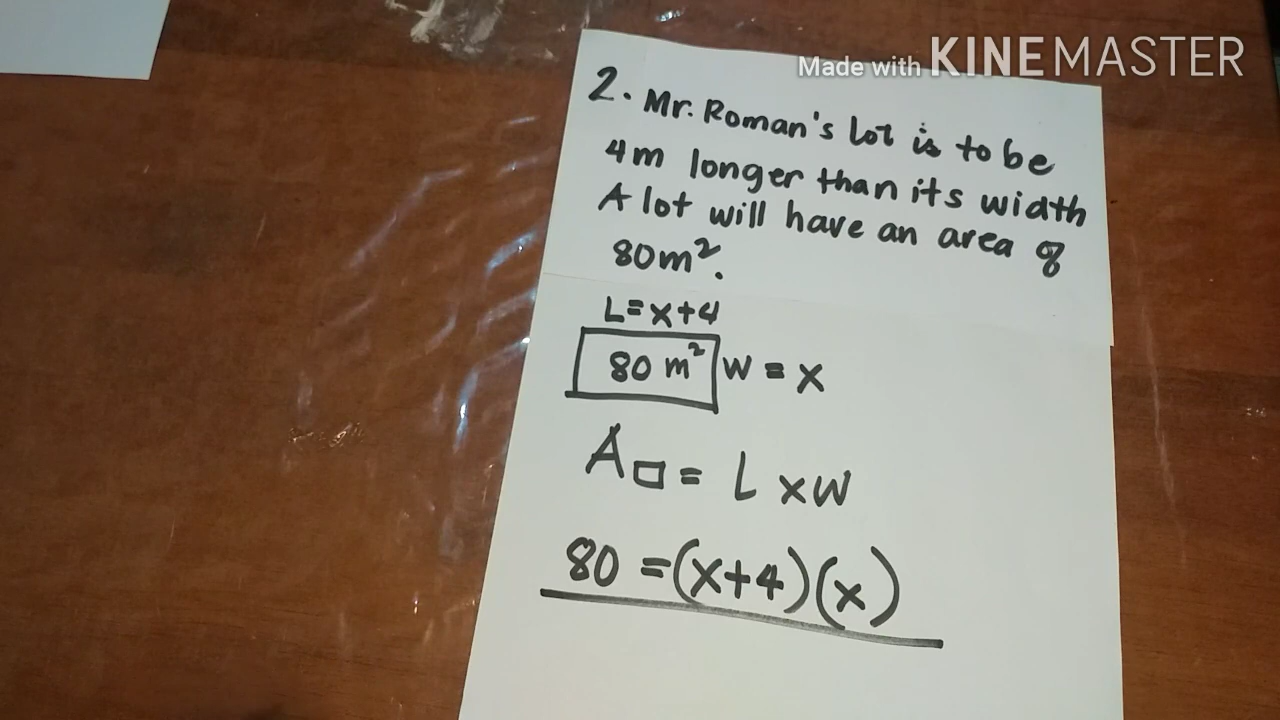 Made with KINEMASTER
2. Mr. Roman's lot is to be
4m longer than its width
A lot will have an area of
80m².
L=x+4
80 m² W = x
A▭ = L xW
80 =(x+4)(x)